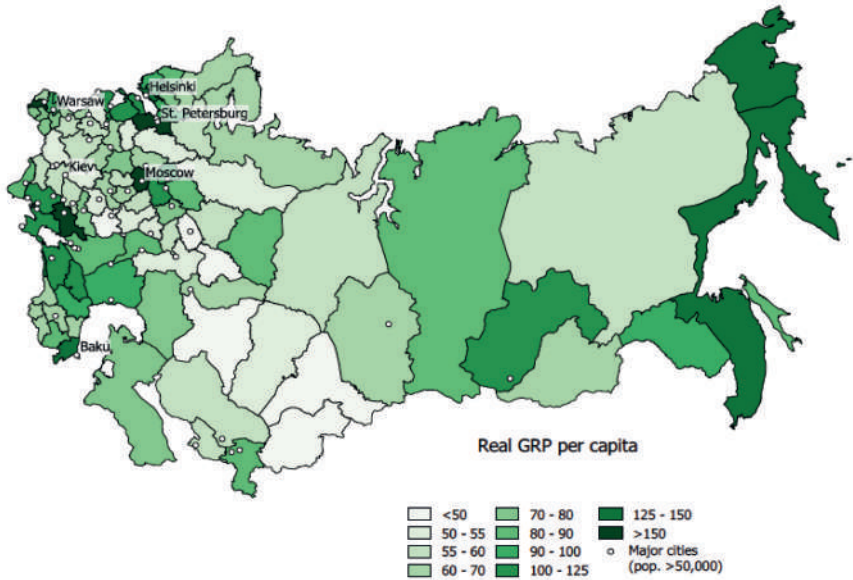 Helsinki
Warsaw
St. Petersburg
Kiev
Moscow
Baku
Real GRP per capita
<50
50 - 55
55 - 60
60 - 70
70 - 80
80 - 90
90 - 100
100 - 125
125 - 150
>150
Major cities
(pop. >50,000)